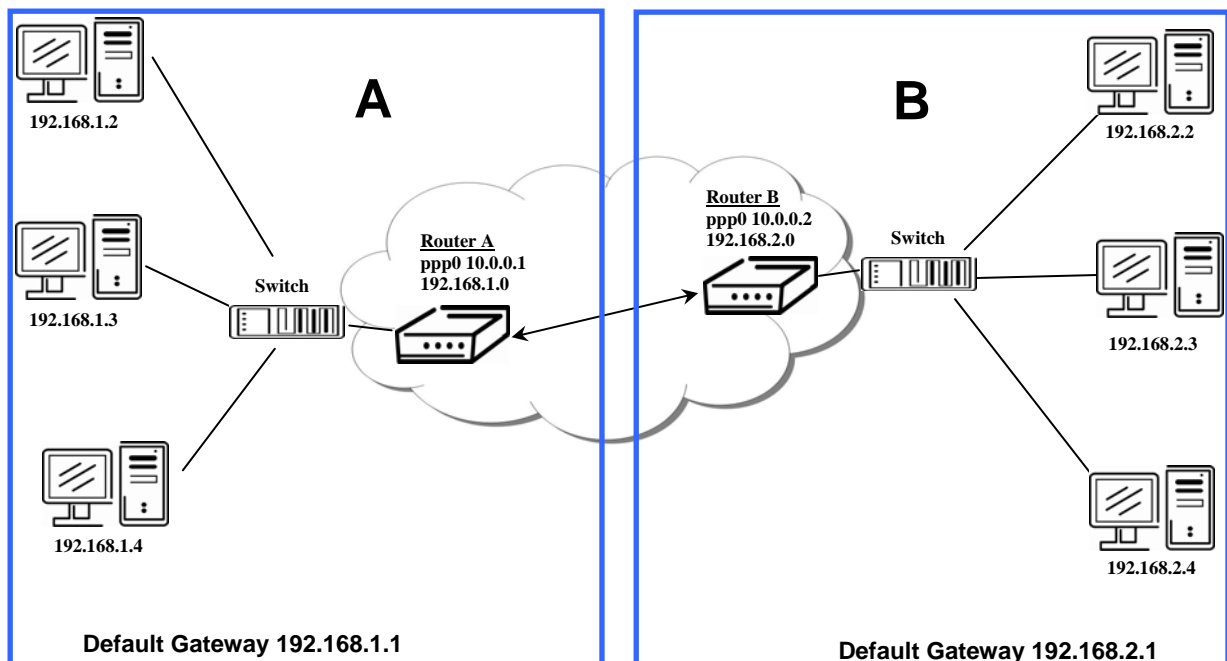 A
192.168.1.2
192.168.1.3
192.168.1.4
Switch
Router A
ppp0 10.0.0.1
192.168.1.0
Default Gateway 192.168.1.1
B
Router B
ppp0 10.0.0.2
192.168.2.0
Switch
192.168.2.2
192.168.2.3
192.168.2.4
Default Gateway 192.168.2.1